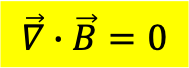 ∇⃗ · B⃗ = 0